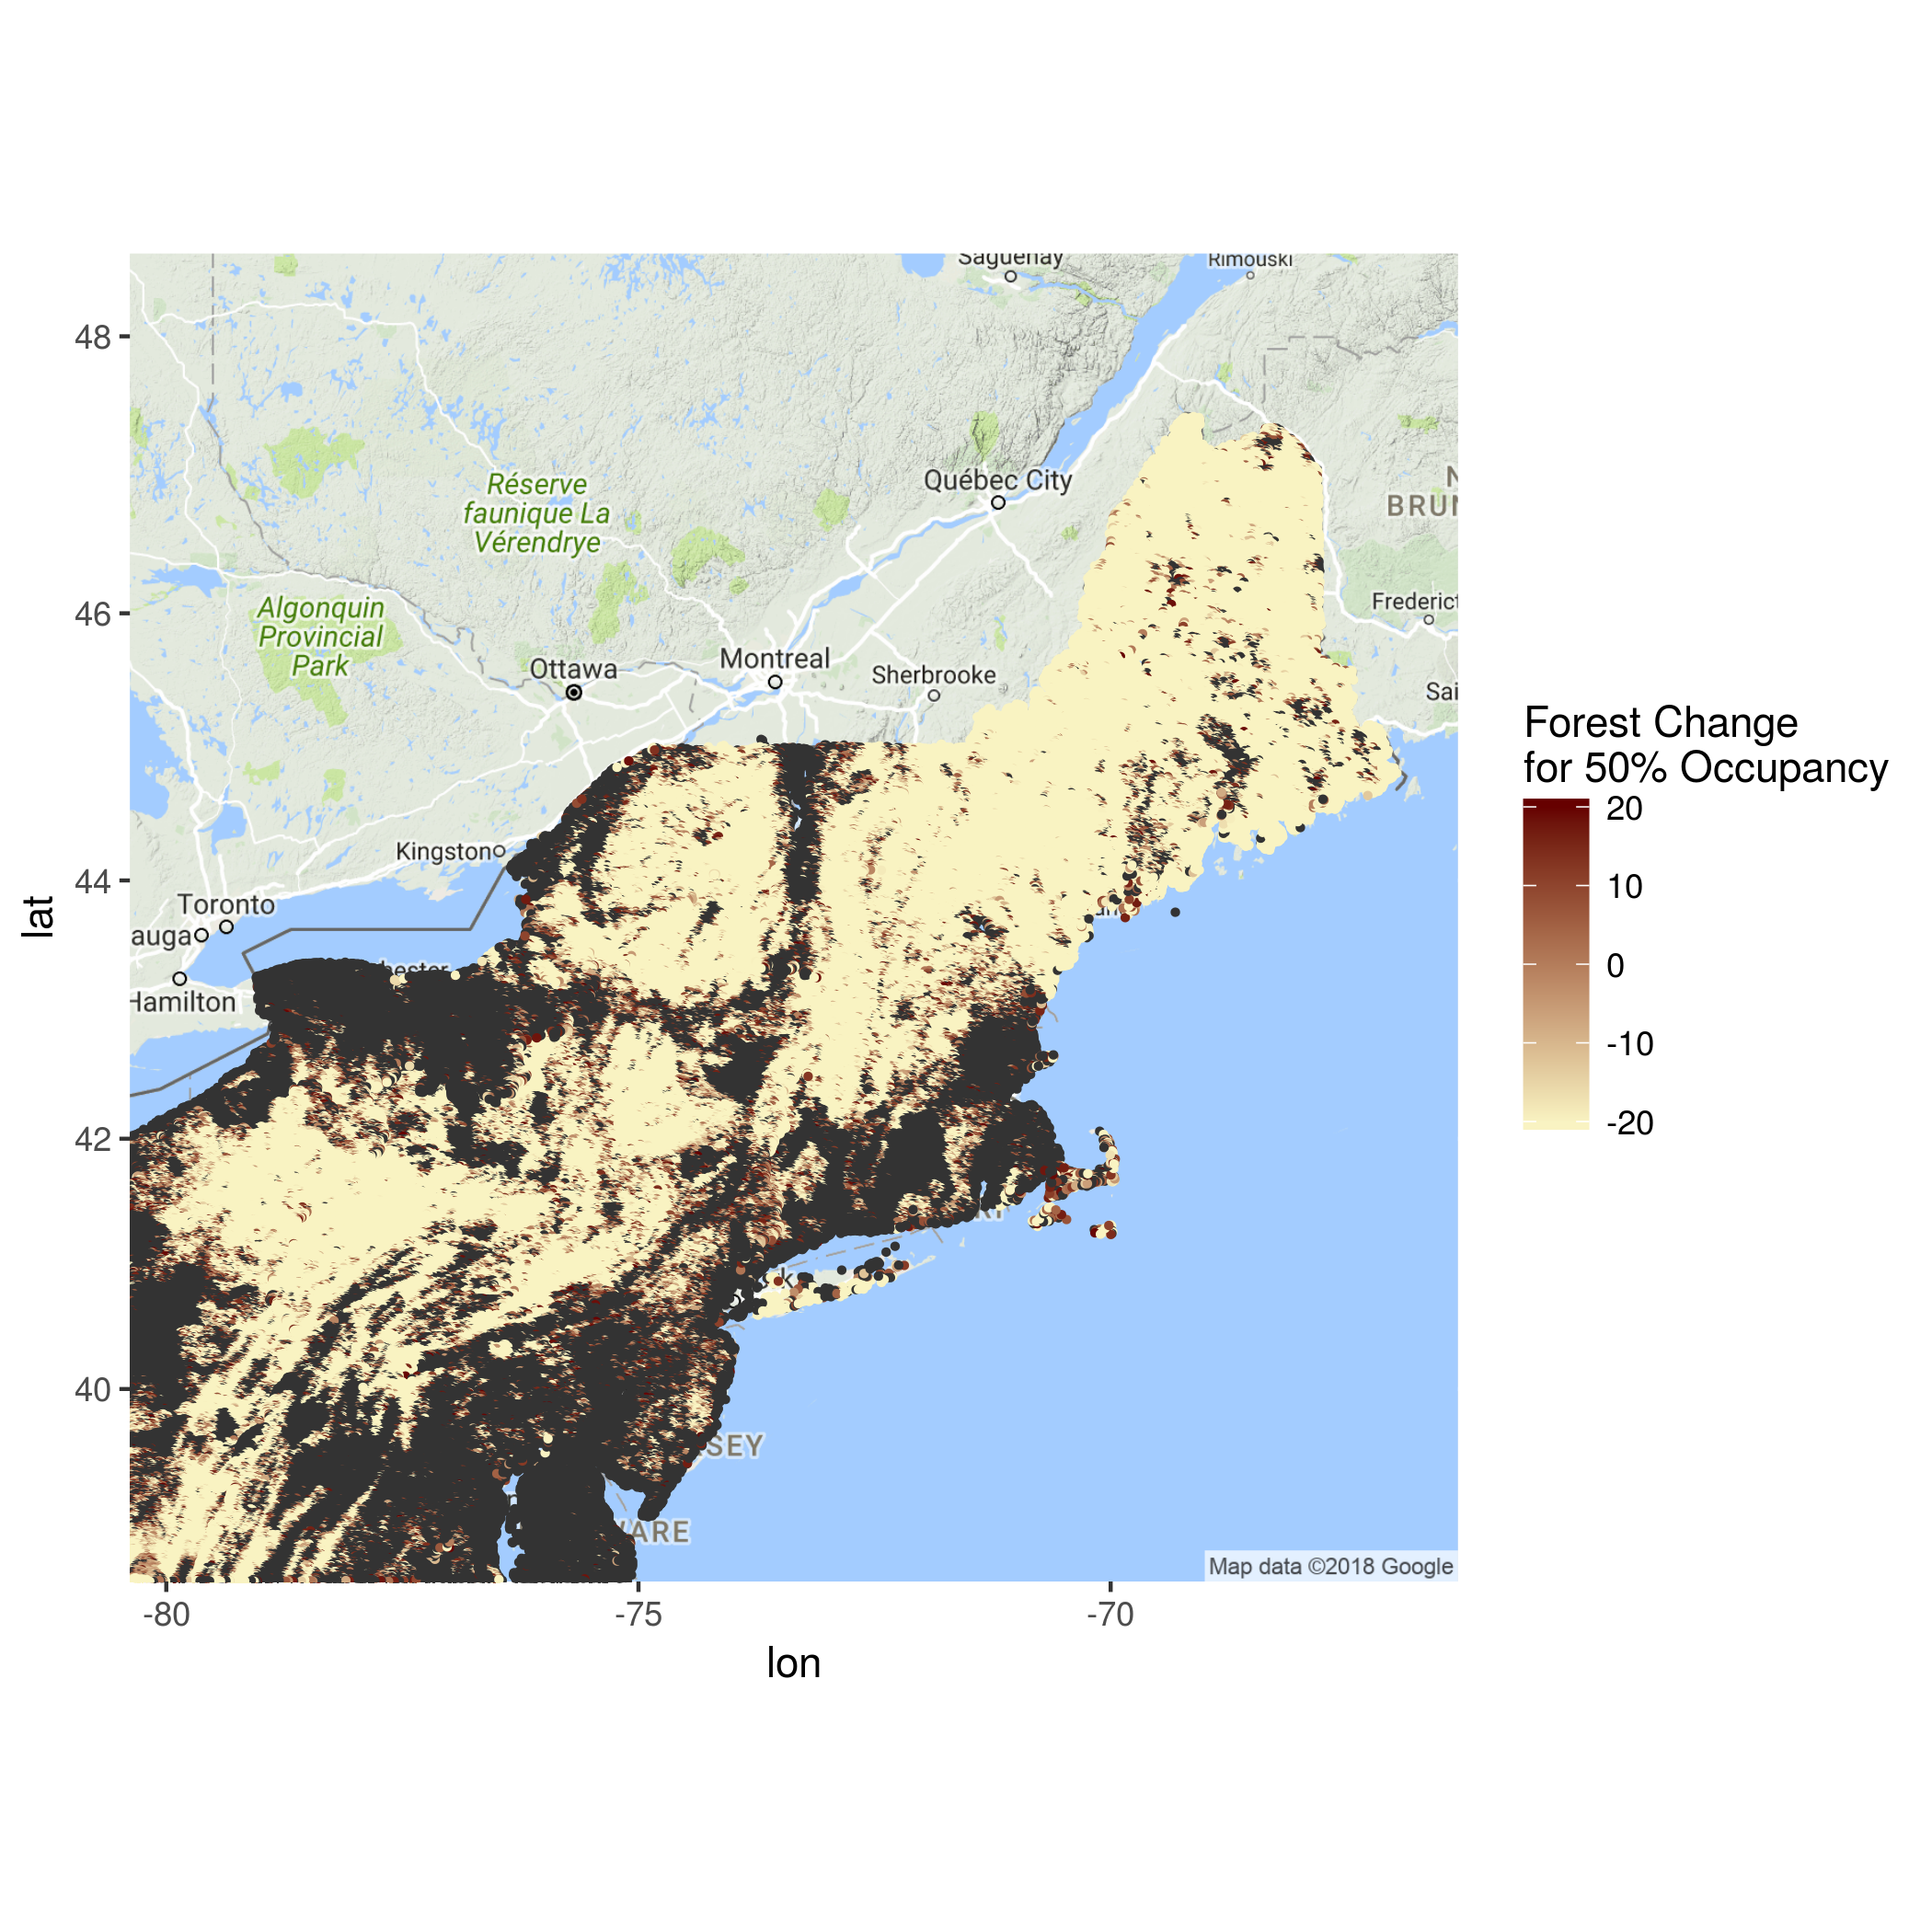 Saguenay
Rimouski
48
Québec City
Réserve
faunique La
Vérendrye
N
BRUN
46
Algonquin
Provincial
Park
Frederict
Ottawa
Montreal
Sherbrooke
Sai
Forest Change
for 50% Occupancy
20
10
0
-10
-20
Kingston
44
lat
Toronto
auga
hester
Hamilton
42
40
SEY
WARE
Map data ©2018 Google
-80
-75
-70
lon